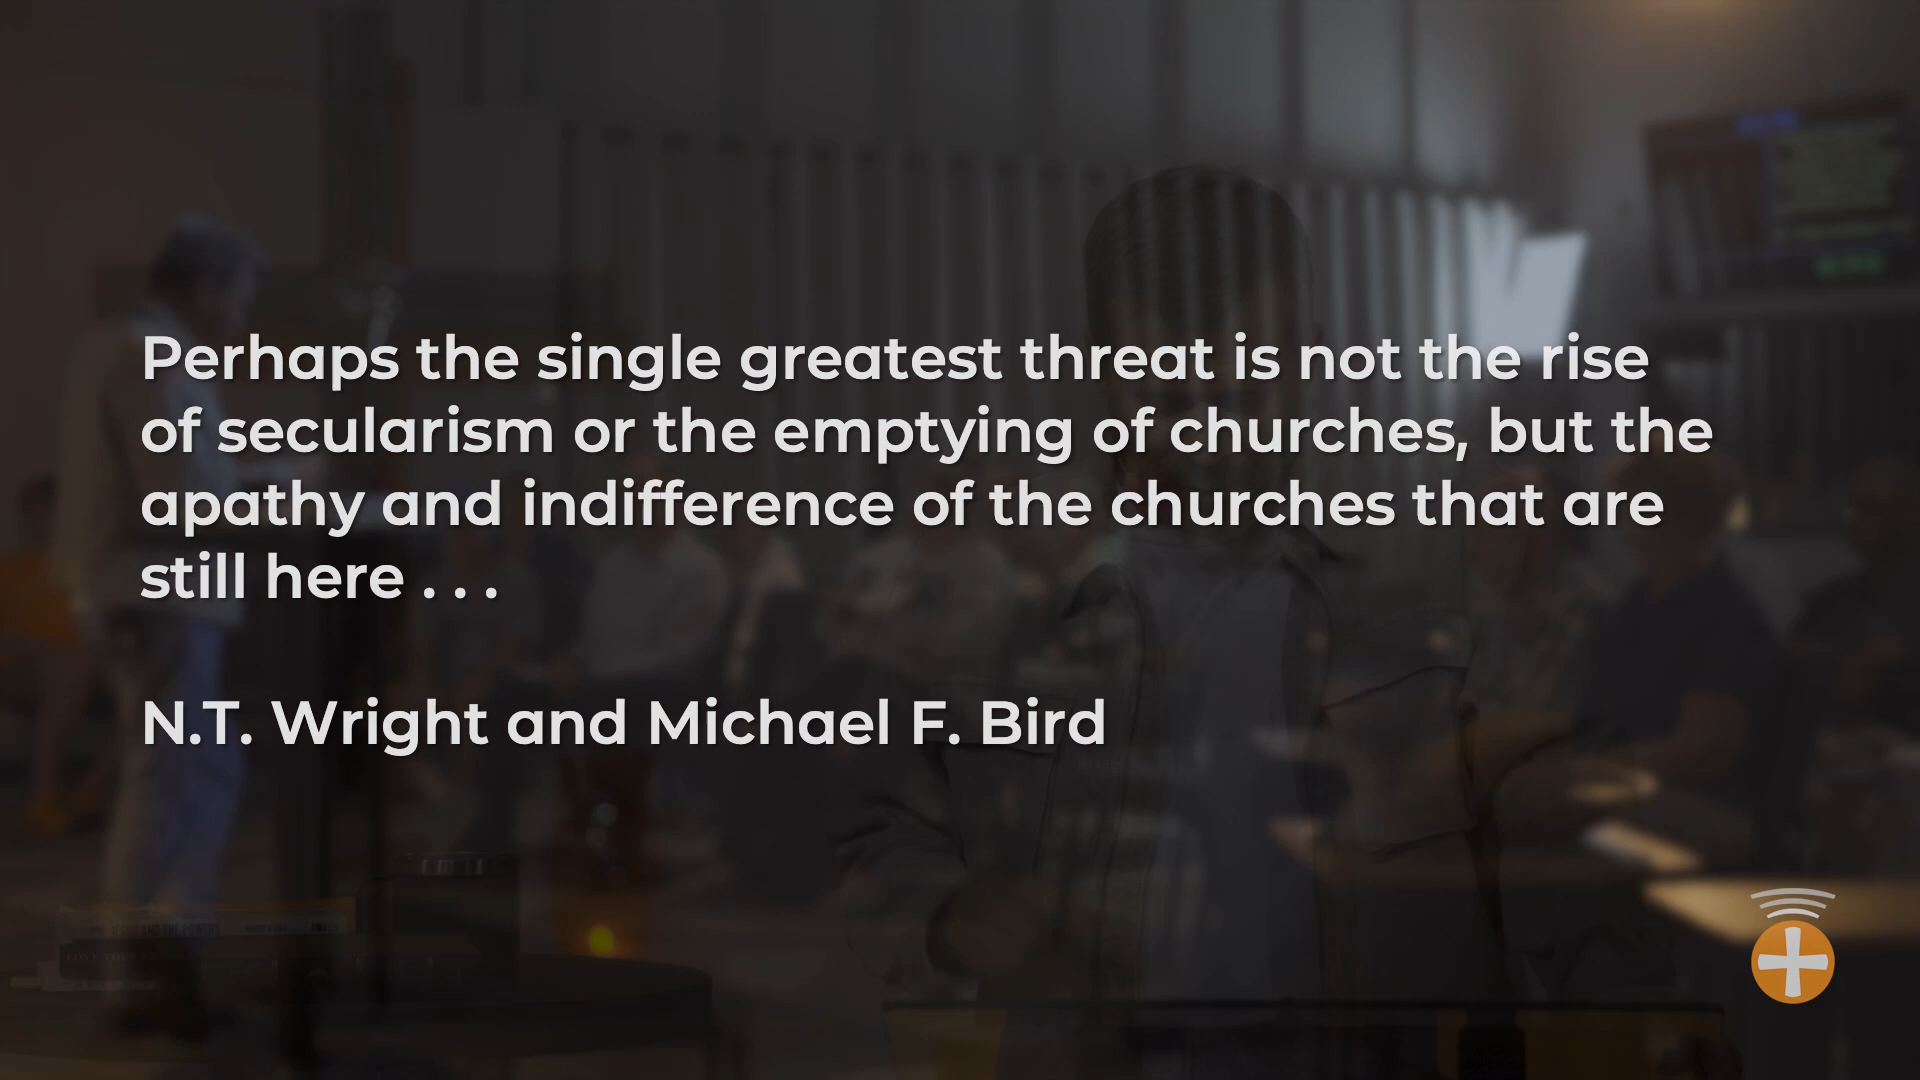 Perhaps the single greatest threat is not the rise
of secularism or the emptying of churches, but the
apathy and indifference of the churches that are
still here . . .
N.T. Wright and Michael F. Bird